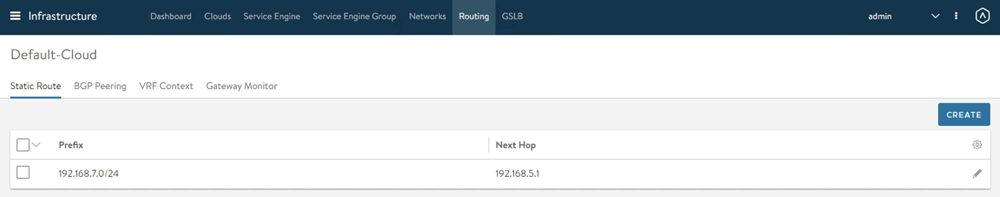 Infrastructure Dashboard Clouds Service Engine Service Engine Group Networks Routing GSLB admin
Default-Cloud
Static Route BGP Peering VRF Context Gateway Monitor
CREATE
Prefix Next Hop
192.168.7.0/24 192.168.5.1